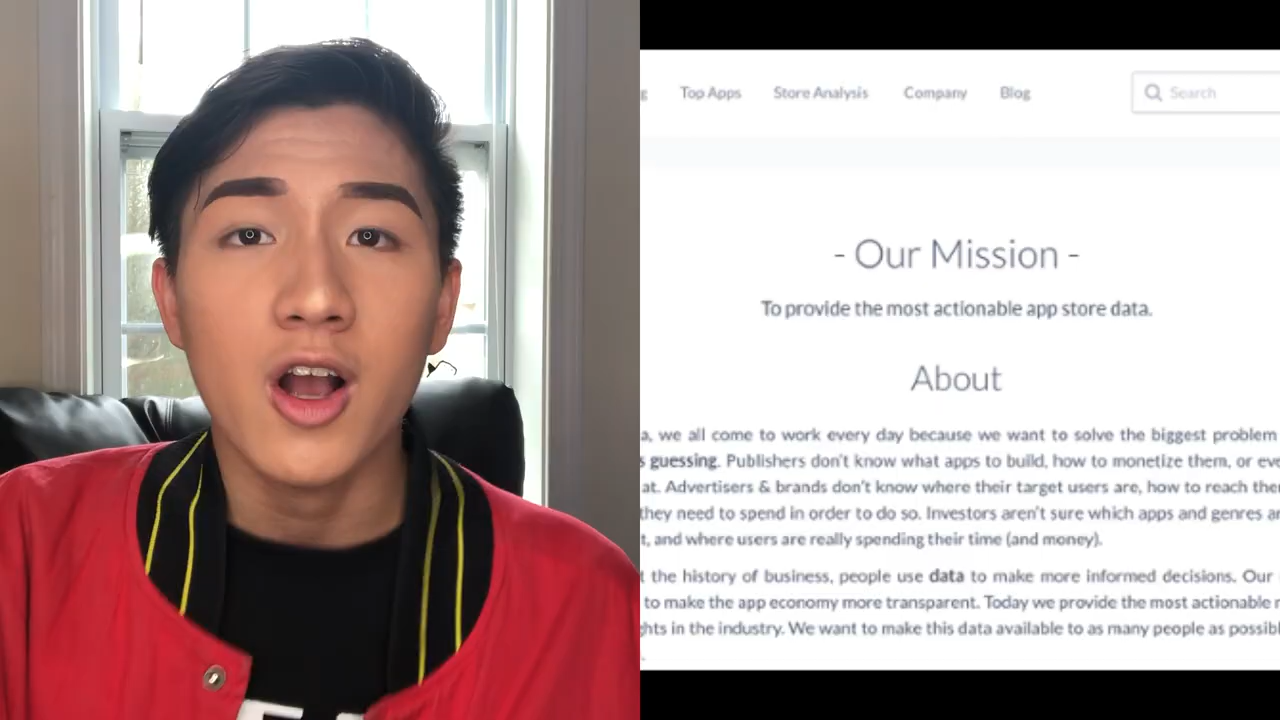 Top Apps Store Analysis Company Blog Search
- Our Mission -
To provide the most actionable app store data.
About
a, we all come to work every day because we want to solve the biggest problem
guessing. Publishers don't know what apps to build, how to monetize them, or eve
at. Advertisers & brands don't know where their target users are, how to reach the
they need to spend in order to do so. Investors aren't sure which apps and genres ar
t, and where users are really spending their time (and money).
t the history of business, people use data to make more informed decisions. Our
to make the app economy more transparent. Today we provide the most actionable
hts in the industry. We want to make this data available to as many people as possibl